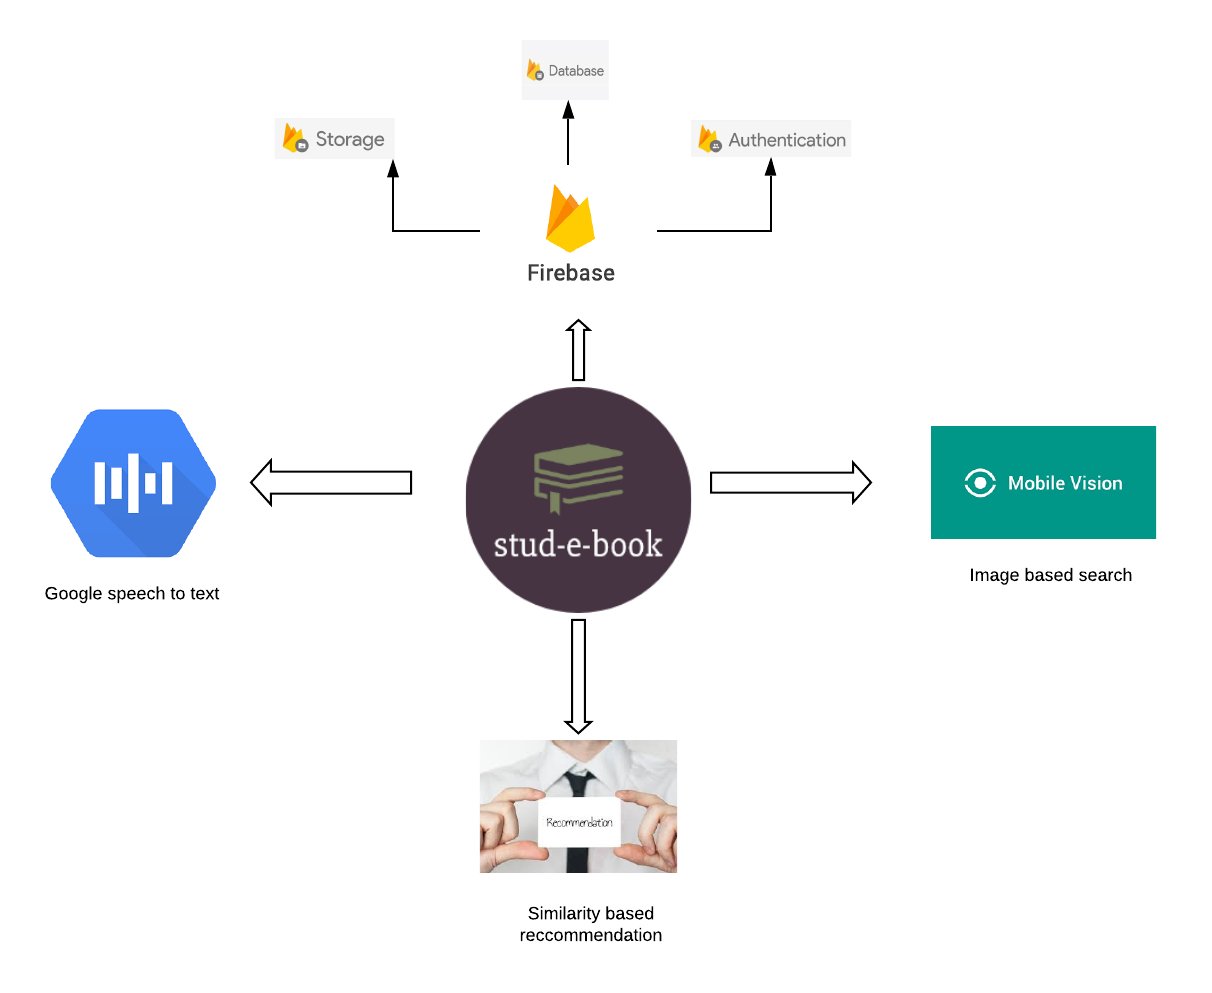 Database
Storage
Authentication
Firebase
stud-e-book
Mobile Vision
Image based search
Google speech to text
Recommendation
Similarity based
reccommendation